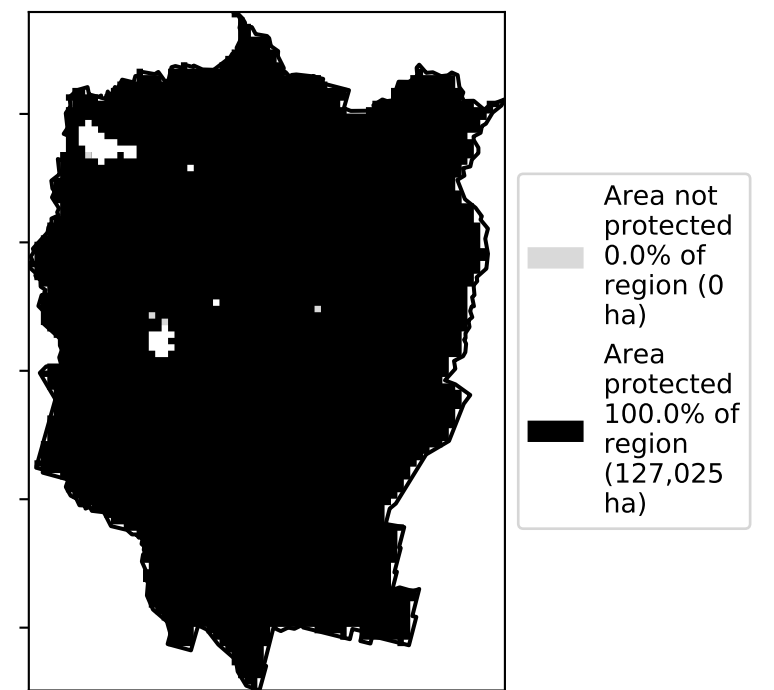 Area not
protected
0.0% of
region (0
ha)
Area
protected
100.0% of
region
(127,025
ha)